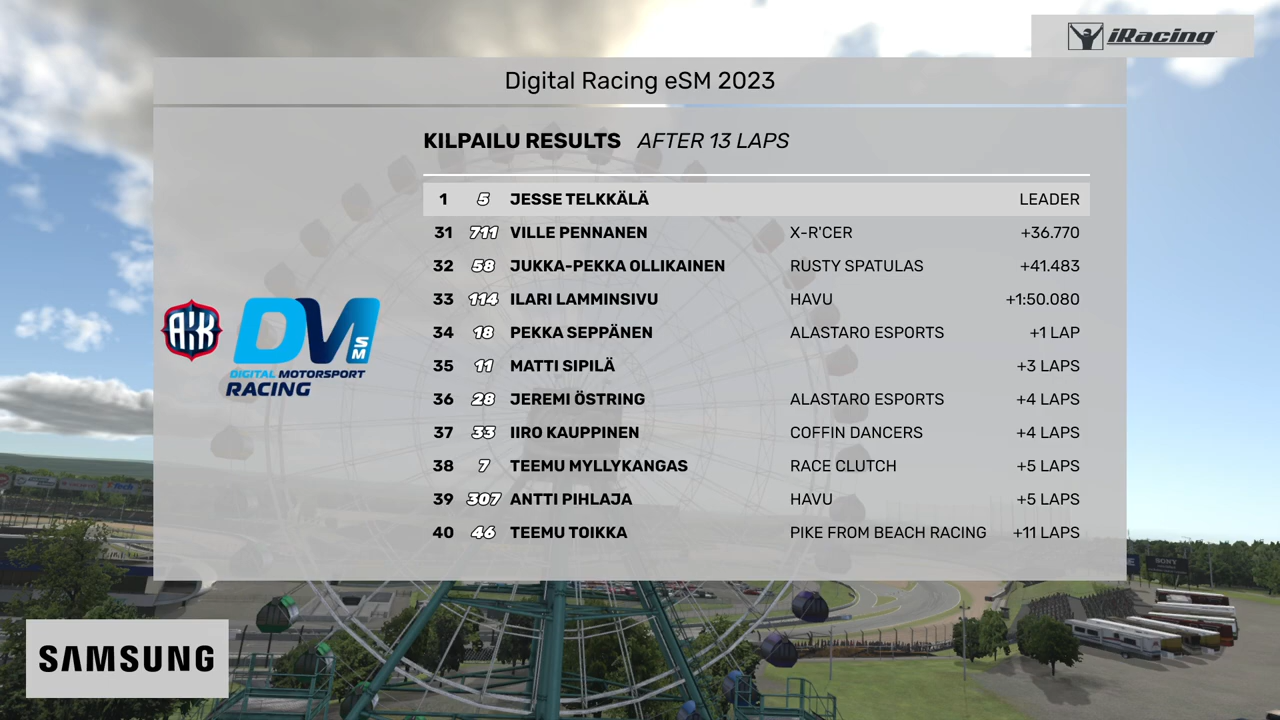 iRacing
Digital Racing eSM 2023
KILPAILU RESULTS AFTER 13 LAPS
1 5 JESSE TELKKÄLÄ LEADER
31 711 VILLE PENNANEN X-R'CER +36.770
32 58 JUKKA-PEKKA OLLIKAINEN RUSTY SPATULAS +41.483
33 114 ILARI LAMMINSIVU HAVU +1:50.080
34 18 PEKKA SEPPÄNEN ALASTARO ESPORTS +1 LAP
35 11 MATTI SIPILÄ +3 LAPS
36 28 JEREMI ÖSTRING ALASTARO ESPORTS +4 LAPS
37 33 IIRO KAUPPINEN COFFIN DANCERS +4 LAPS
38 7 TEEMU MYLLYKANGAS RACE CLUTCH +5 LAPS
39 307 ANTTI PIHLAJA HAVU +5 LAPS
40 46 TEEMU TOIKKA PIKE FROM BEACH RACING +11 LAPS
AKK
DM SM
DIGITAL MOTORSPORT
RACING
SONY
SAMSUNG